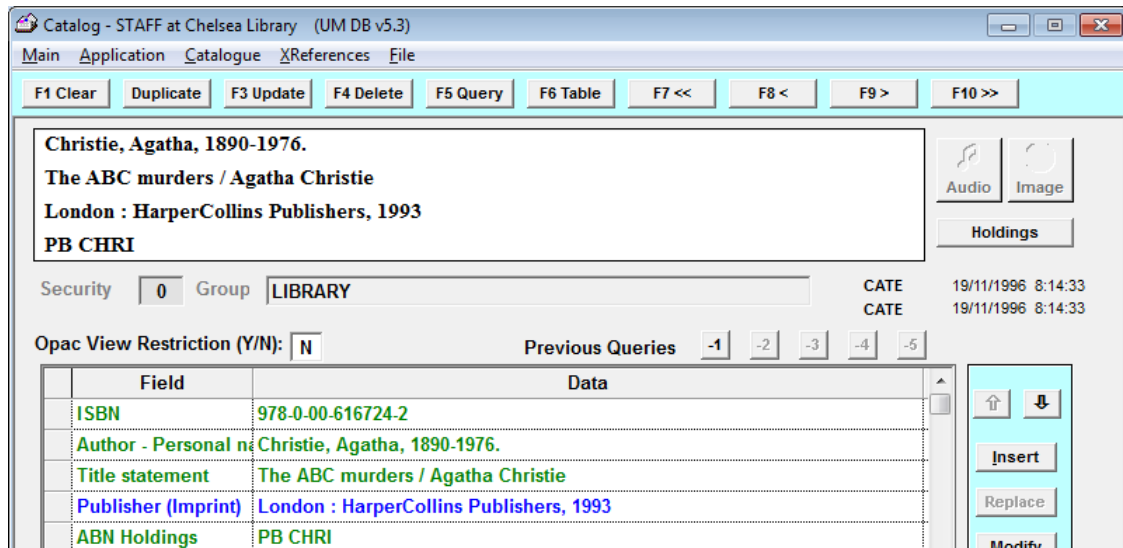 Catalog - STAFF at Chelsea Library (UM DB v5.3)
Main Application Catalogue XReferences File
F1 Clear Duplicate F3 Update F4 Delete F5 Query F6 Table F7 << F8 < F9 > F10 >>
Christie, Agatha, 1890-1976.
The ABC murders / Agatha Christie
London : HarperCollins Publishers, 1993
PB CHRI
Audio Image
Holdings
Security 0 Group LIBRARY CATE 19/11/1996 8:14:33
CATE 19/11/1996 8:14:33
Opac View Restriction (Y/N): N Previous Queries -1 -2 -3 -4 -5
Field Data
ISBN 978-0-00-616724-2
Author - Personal na Christie, Agatha, 1890-1976.
Title statement The ABC murders / Agatha Christie
Publisher (Imprint) London : HarperCollins Publishers, 1993
ABN Holdings PB CHRI
Insert
Replace
Modify